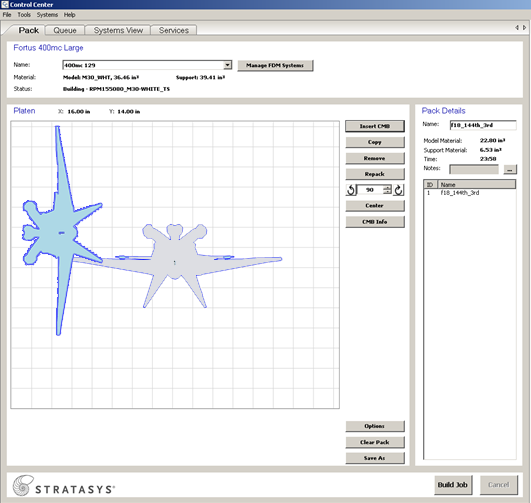 Control Center
File Tools Systems Help
Pack Queue Systems View Services
Fortus 400mc Large
Name: 400mc 129 Manage FDM Systems
Material: Model: M30_WHT, 36.46 in³ Support: 39.41 in³
Status: Building - RPM155080_M30-WHITE_TS
Platen X: 16.00 in Y: 14.00 in
Insert CMB
Copy
Remove
Repack
90
Center
CMB Info
1
Options
Clear Pack
Save As
Pack Details
Name: f18_144th_3rd
Model Material: 22.80 in³
Support Material: 6.53 in³
Time: 23:50
Notes: ...
ID Name
1 f18_144th_3rd
STRATASYS
Build Job Cancel